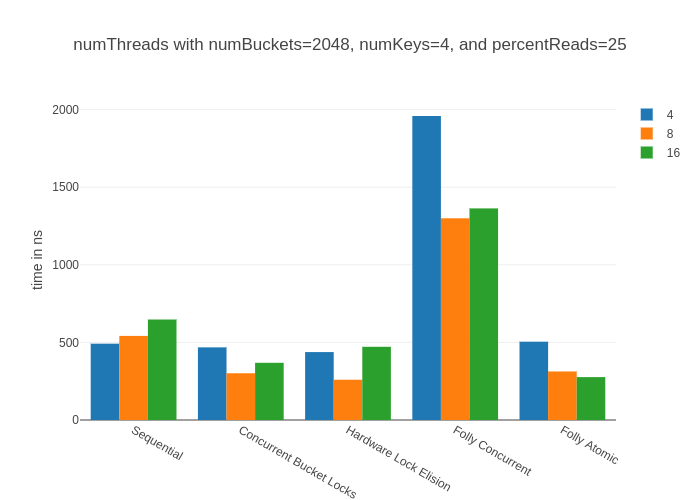 numThreads with numBuckets=2048, numKeys=4, and percentReads=25
4
8
16
time in ns
2000
1500
1000
500
0
Sequential
Concurrent Bucket Locks
Hardware Lock Elision
Folly Concurrent
Folly Atomic